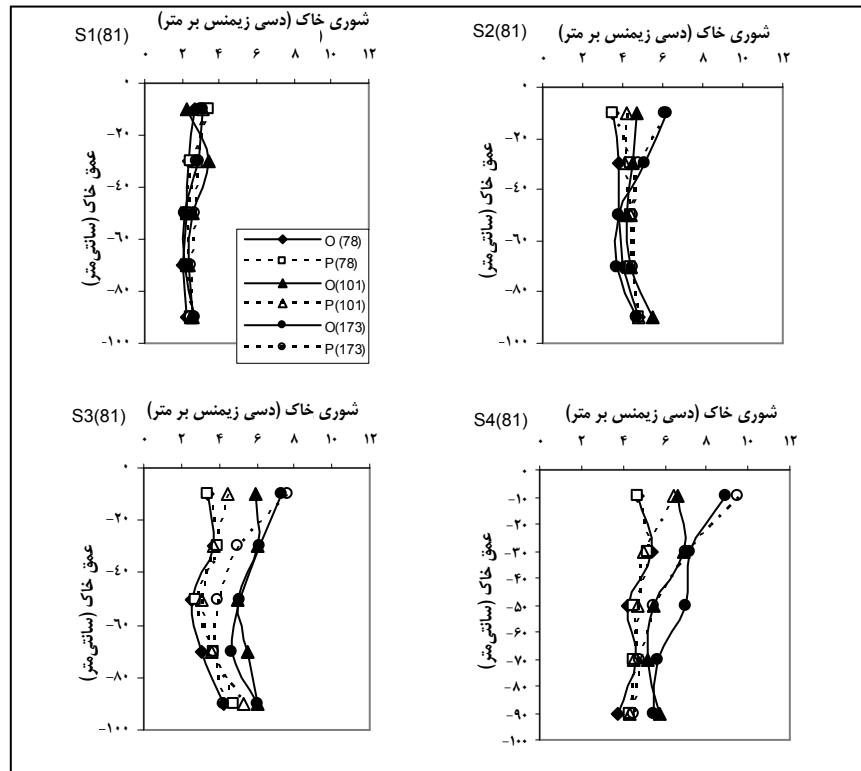 S1(81) شوری خاک (دسی زیمنس بر متر)
۰ ۲ ۴ ۶ ۸ ۱۰ ۱۲
۰
-۲۰
-۴۰
-۶۰
-۸۰
-۱۰۰
عمق خاک (سانتی‌متر)
O (78)
P(78)
O(101)
P(101)
O(173)
P(173)
S2(81) شوری خاک (دسی زیمنس بر متر)
۰ ۲ ۴ ۶ ۸ ۱۰ ۱۲
۰
-۲۰
-۴۰
-۶۰
-۸۰
-۱۰۰
عمق خاک (سانتی‌متر)
S3(81) شوری خاک (دسی زیمنس بر متر)
۰ ۲ ۴ ۶ ۸ ۱۰ ۱۲
۰
-۲۰
-۴۰
-۶۰
-۸۰
-۱۰۰
عمق خاک (سانتی‌متر)
S4(81) شوری خاک (دسی زیمنس بر متر)
۰ ۲ ۴ ۶ ۸ ۱۰ ۱۲
۰
-۱۰
-۲۰
-۳۰
-۴۰
-۵۰
-۶۰
-۷۰
-۸۰
-۹۰
-۱۰۰
عمق خاک (سانتی‌متر)